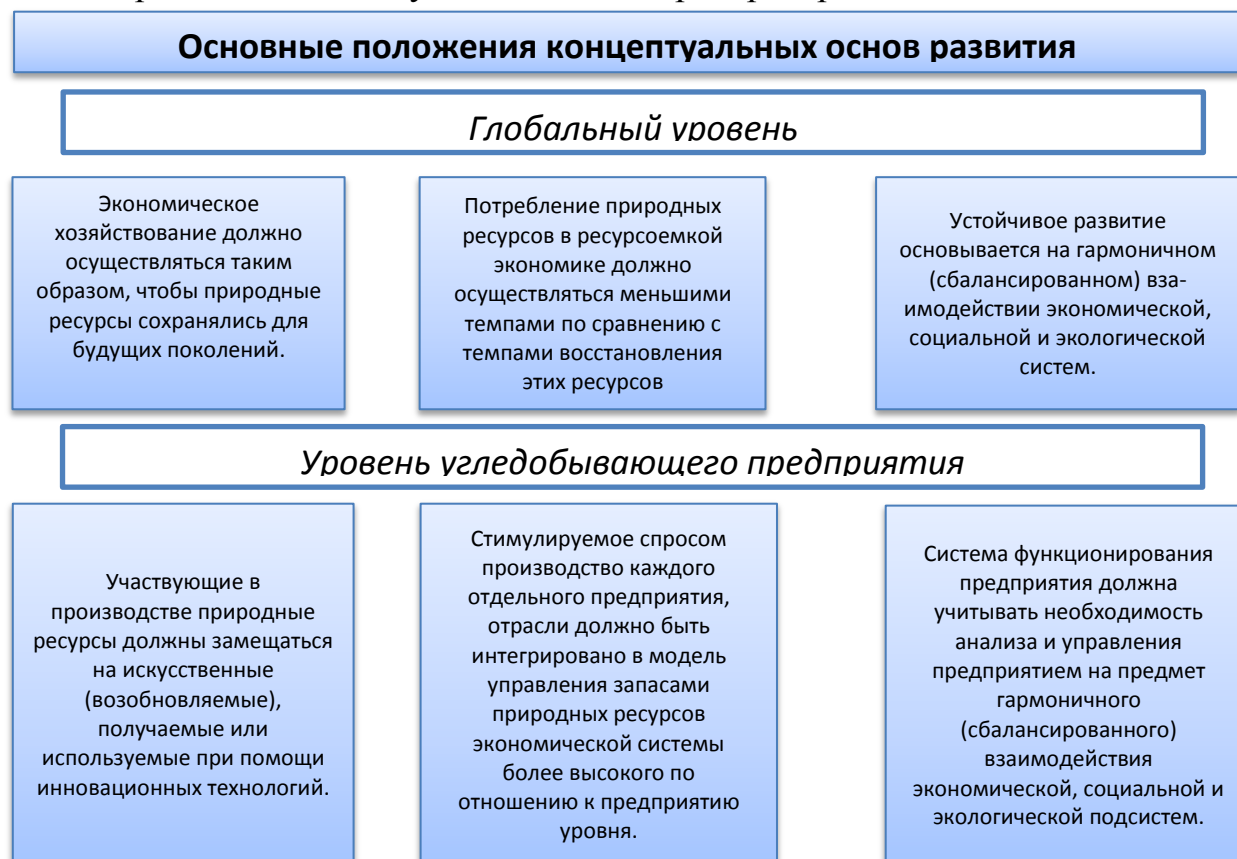 Основные положения концептуальных основ развития
Глобальный уровень
Экономическое
хозяйствование должно
осуществляться таким
образом, чтобы природные
ресурсы сохранялись для
будущих поколений.
Потребление природных
ресурсов в ресурсоемкой
экономике должно
осуществляться меньшими
темпами по сравнению с
темпами восстановления
этих ресурсов
Устойчивое развитие
основывается на гармоничном
(сбалансированном) вза-
имодействии экономической,
социальной и экологической
систем.
Уровень угледобывающего предприятия
Участвующие в
производстве природные
ресурсы должны замещаться
на искусственные
(возобновляемые),
получаемые или
используемые при помощи
инновационных технологий.
Стимулируемое спросом
производство каждого
отдельного предприятия,
отрасли должно быть
интегрировано в модель
управления запасами
природных ресурсов
экономической системы
более высокого по
отношению к предприятию
уровня.
Система функционирования
предприятия должна
учитывать необходимость
анализа и управления
предприятием на предмет
гармоничного
(сбалансированного)
взаимодействия
экономической, социальной и
экологической подсистем.